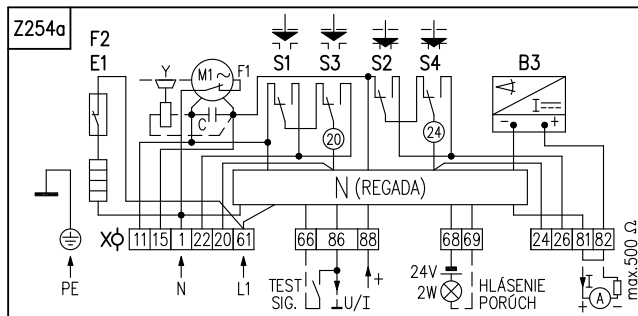 Z254a
F2
E1
Y
M1~
F1
S1
S3
S2
S4
B3
C
20
24
I
-
+
N (REGADA)
X
11 15 1 22 20 61
66 86 88
68 69
24 26 81 82
PE
N
L1
TEST
SIG.
U/I
+
24V
2W
HLÁSENIE
PORÚCH
I
+
A
-
max.500 Ω